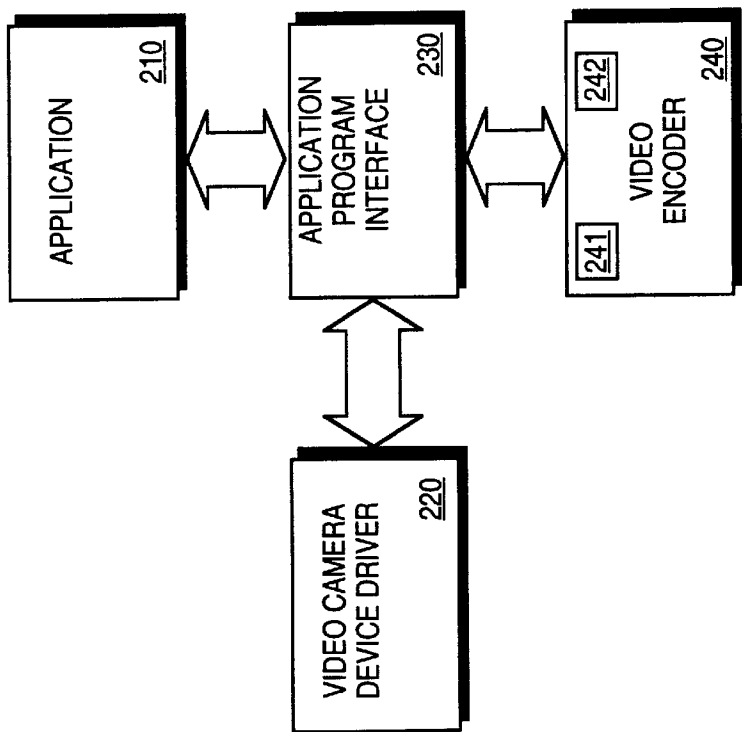 APPLICATION
210
VIDEO CAMERA
DEVICE DRIVER
220
APPLICATION
PROGRAM
INTERFACE
230
241
242
VIDEO
ENCODER
240